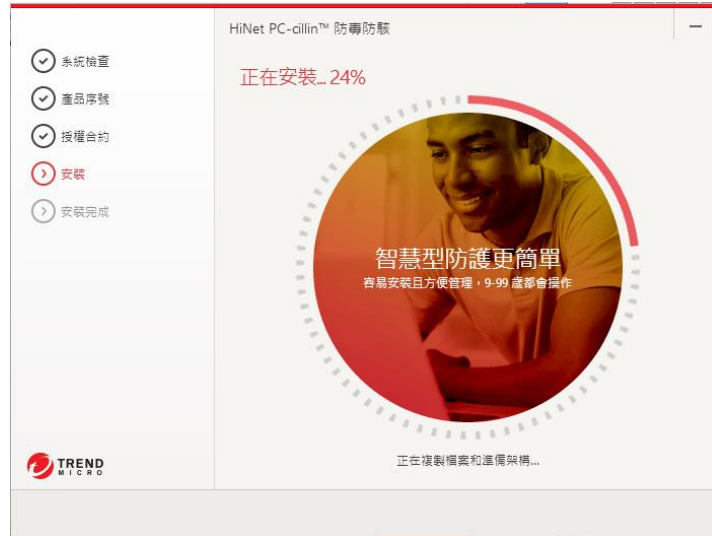 HiNet PC-cillin™ 防毒防駭
系統檢查
產品序號
授權合約
安裝
安裝完成
正在安裝... 24%
智慧型防護更簡單
容易安裝且方便管理，9-99 歲都會操作
正在複製檔案和準備架構...
TREND
MICRO